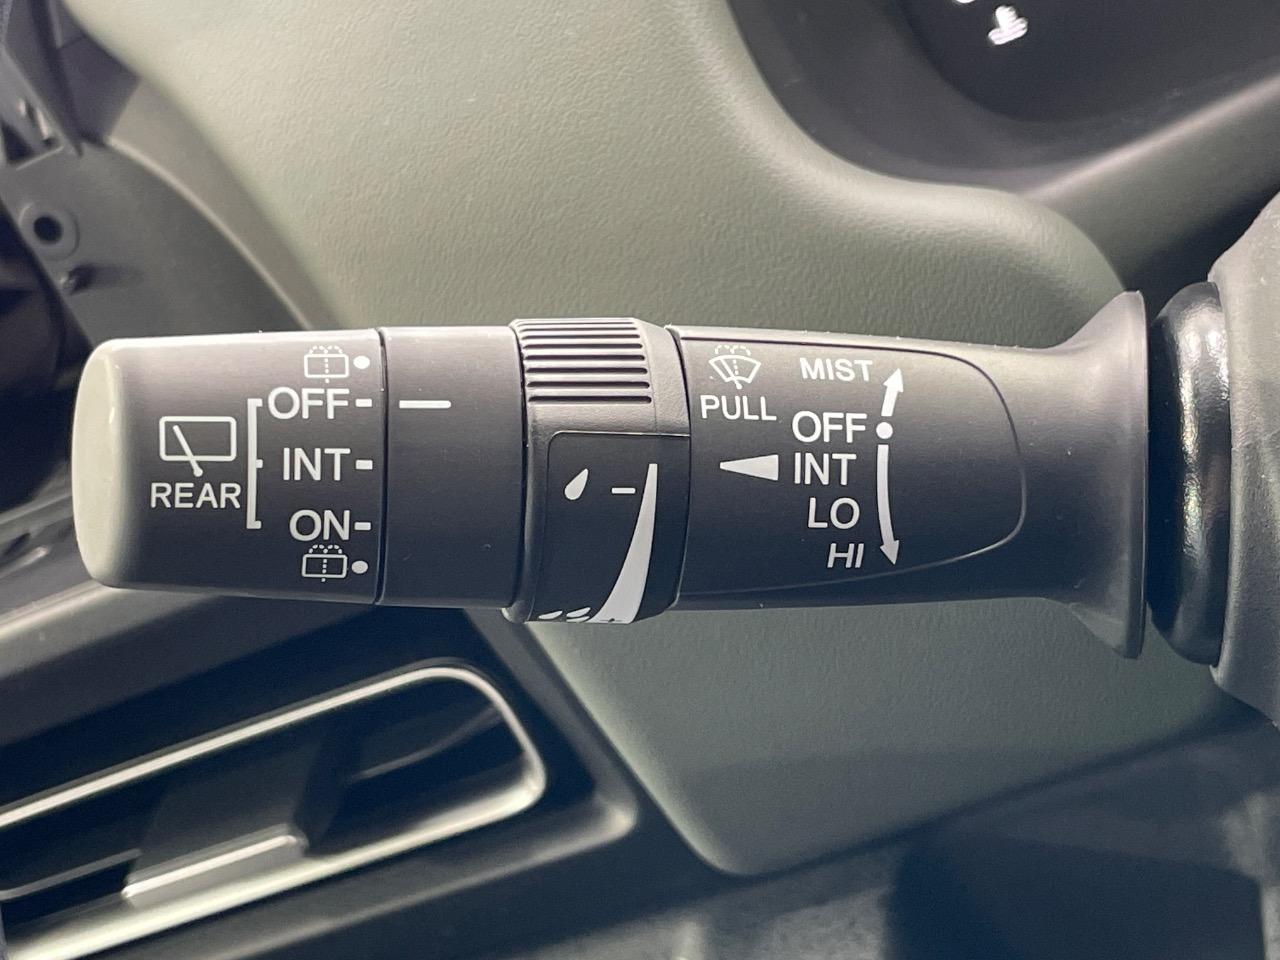 REAR
OFF
INT
ON
PULL
MIST
OFF
INT
LO
HI